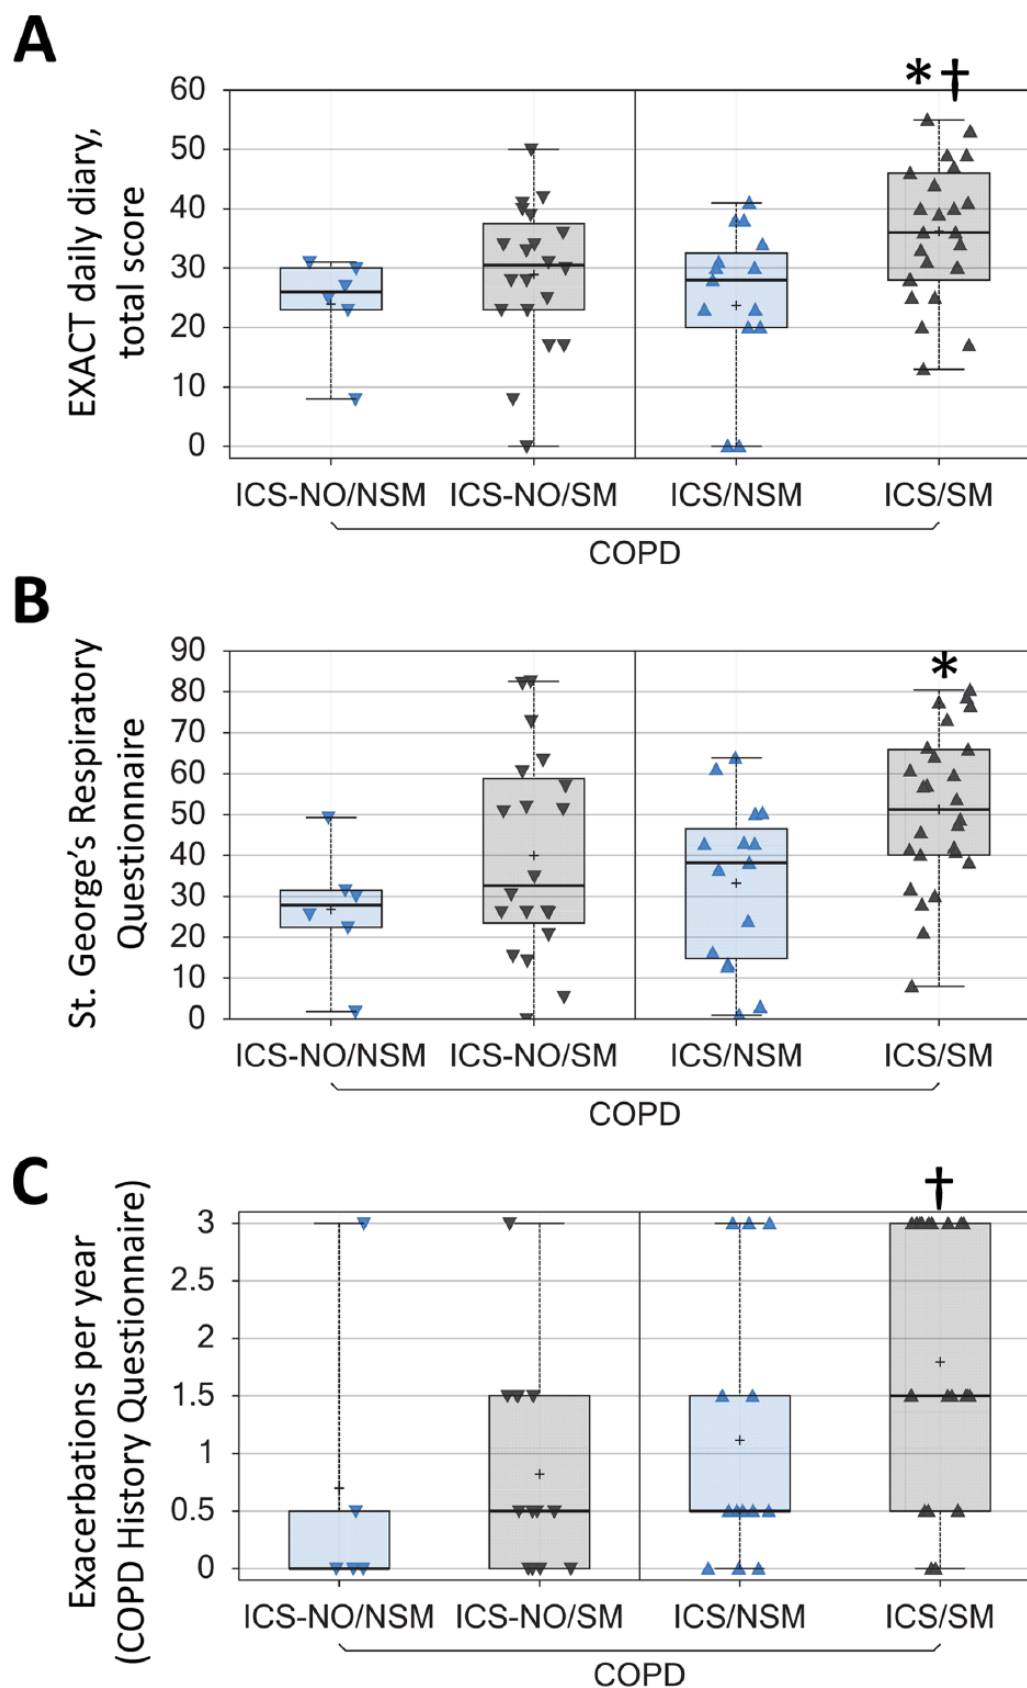 A
EXACT daily diary,
total score
60
50
40
30
20
10
0
* †
ICS-NO/NSM ICS-NO/SM ICS/NSM ICS/SM
COPD
B
St. George's Respiratory
Questionnaire
90
80
70
60
50
40
30
20
10
0
*
ICS-NO/NSM ICS-NO/SM ICS/NSM ICS/SM
COPD
C
Exacerbations per year
(COPD History Questionnaire)
3
2.5
2
1.5
1
0.5
0
†
ICS-NO/NSM ICS-NO/SM ICS/NSM ICS/SM
COPD